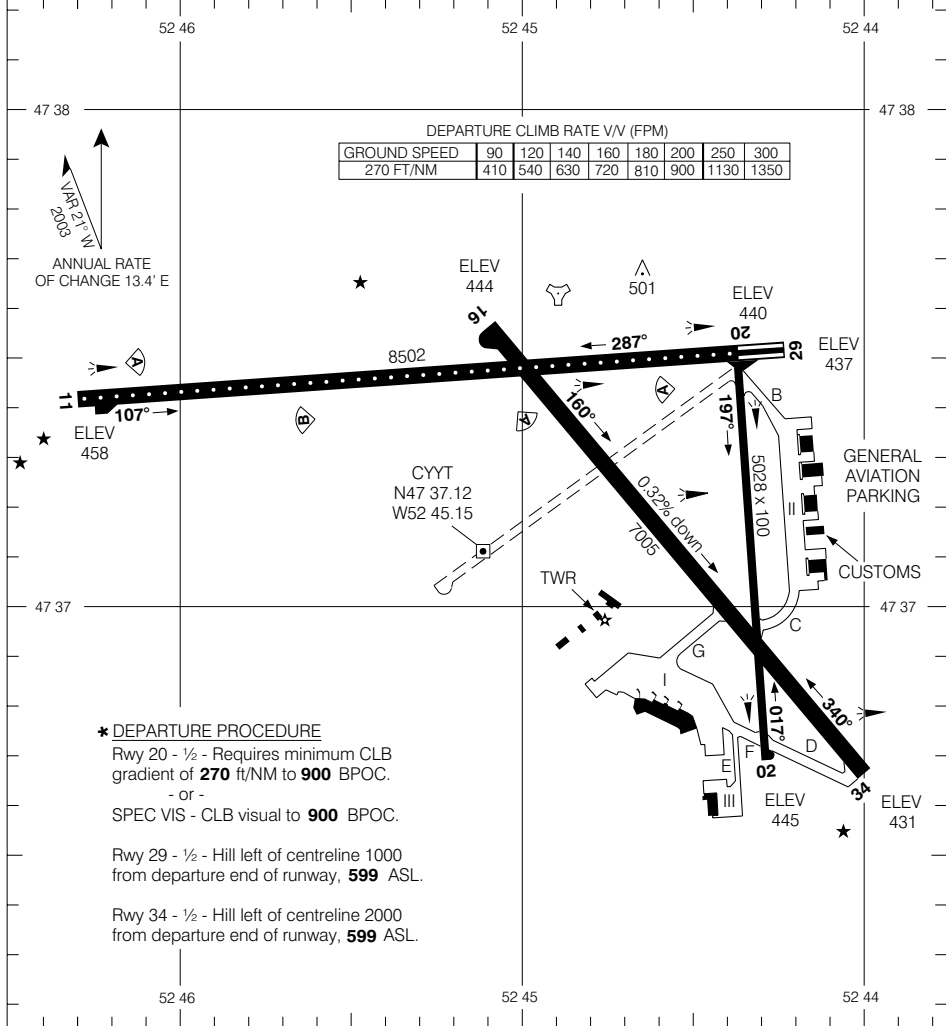 52 46
52 45
52 44
47 38
47 38
DEPARTURE CLIMB RATE V/V (FPM)
GROUND SPEED 90 120 140 160 180 200 250 300
270 FT/NM 410 540 630 720 810 900 1130 1350
VAR 21° W
2003
ANNUAL RATE
OF CHANGE 13.4' E
ELEV
444
501
ELEV
440
16
20
29
ELEV
437
287°
8502
A
A
A
B
B
11
107°
ELEV
458
160°
197°
CYYT
N47 37.12
W52 45.15
0.32% down
7005
5028 x 100
GENERAL
AVIATION
PARKING
II
CUSTOMS
TWR
47 37
47 37
C
G
I
D
E
F
III
017°
340°
02
34
ELEV
445
ELEV
431
* DEPARTURE PROCEDURE
Rwy 20 - ½ - Requires minimum CLB
gradient of 270 ft/NM to 900 BPOC.
- or -
SPEC VIS - CLB visual to 900 BPOC.
Rwy 29 - ½ - Hill left of centreline 1000
from departure end of runway, 599 ASL.
Rwy 34 - ½ - Hill left of centreline 2000
from departure end of runway, 599 ASL.
52 46
52 45
52 44